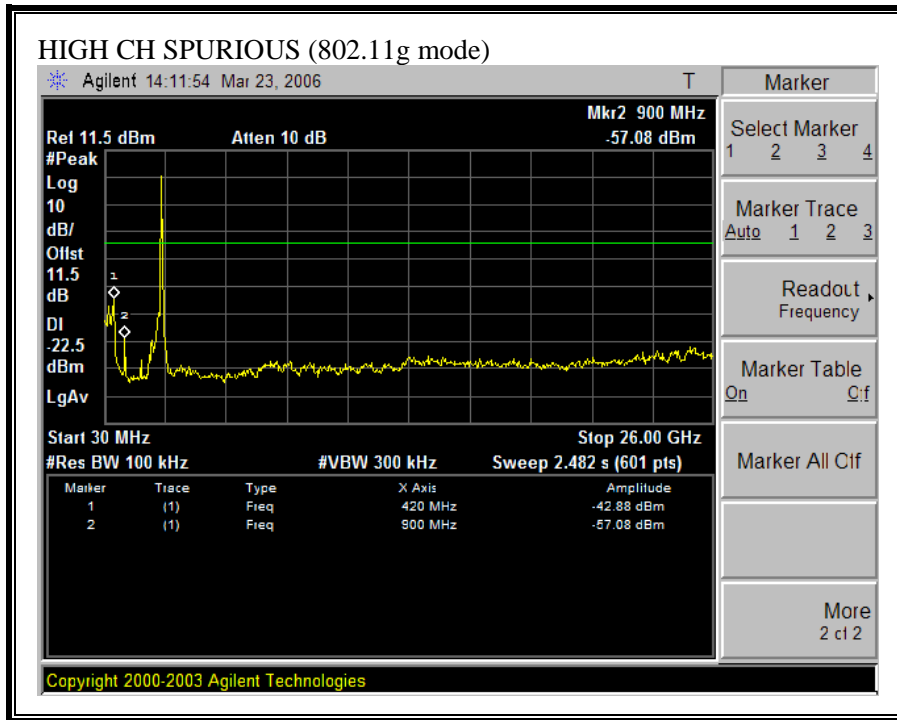 HIGH CH SPURIOUS (802.11g mode)
Agilent 14:11:54 Mar 23, 2006 T
Mkr2 900 MHz
Ref 11.5 dBm Atten 10 dB -57.08 dBm
#Peak
Log
10
dB/
Offst
11.5
dB
DI
-22.5
dBm
LgAv
1
2
Start 30 MHz Stop 26.00 GHz
#Res BW 100 kHz #VBW 300 kHz Sweep 2.482 s (601 pts)
Marker Trace Type X Axis Amplitude
1 (1) Freq 420 MHz -42.88 dBm
2 (1) Freq 900 MHz -57.08 dBm
Copyright 2000-2003 Agilent Technologies
Marker
Select Marker
1 2 3 4
Marker Trace
Auto 1 2 3
Readout
Frequency
Marker Table
On Off
Marker All Off
More
2 of 2